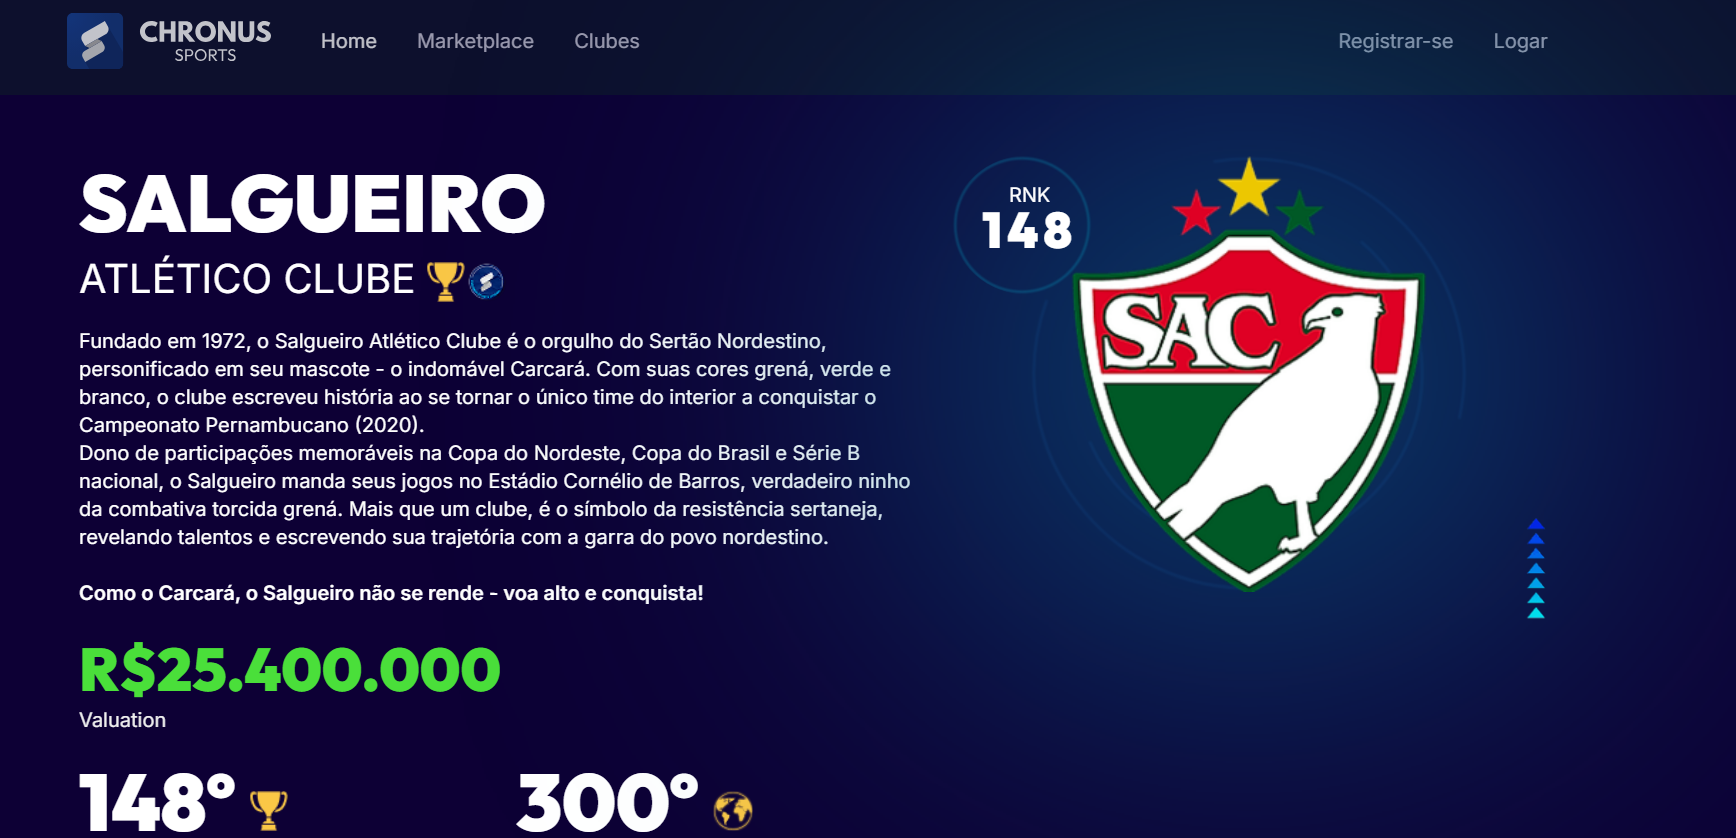 CHRONUS
SPORTS
Home
Marketplace
Clubes
Registrar-se
Logar
SALGUEIRO
ATLÉTICO CLUBE
Fundado em 1972, o Salgueiro Atlético Clube é o orgulho do Sertão Nordestino,
personificado em seu mascote - o indomável Carcará. Com suas cores grená, verde e
branco, o clube escreveu história ao se tornar o único time do interior a conquistar o
Campeonato Pernambucano (2020).
Dono de participações memoráveis na Copa do Nordeste, Copa do Brasil e Série B
nacional, o Salgueiro manda seus jogos no Estádio Cornélio de Barros, verdadeiro ninho
da combativa torcida grená. Mais que um clube, é o símbolo da resistência sertaneja,
revelando talentos e escrevendo sua trajetória com a garra do povo nordestino.
Como o Carcará, o Salgueiro não se rende - voa alto e conquista!
R$25.400.000
Valuation
148º
300º
RNK
148
SAC